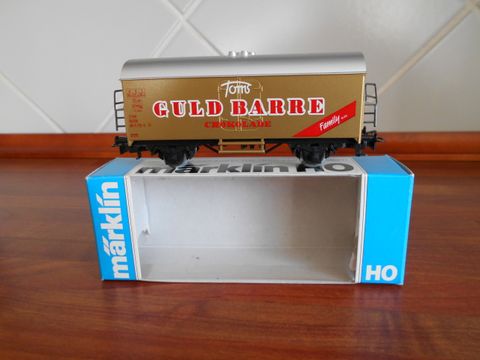 Toms
GULD BARRE
CHOKOLADE
Family
märklin HO
märklin
HO